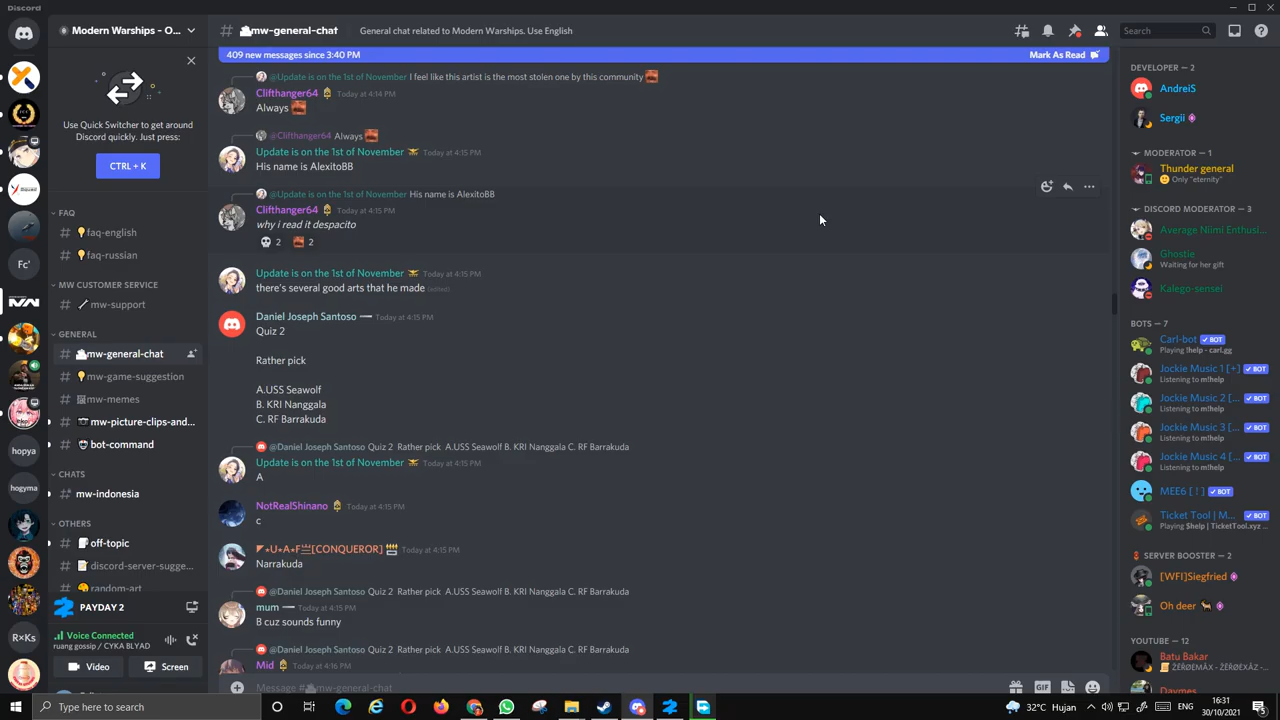 Discord
Modern Warships - O...
Use Quick Switcher to get around
Discord quickly. Just press:
CTRL + K
FAQ
faq-english
faq-russian
MW CUSTOMER SERVICE
mw-support
GENERAL
mw-general-chat
mw-game-suggestion
mw-memes
mw-picture-clips-and...
bot-command
CHATS
mw-indonesia
OTHERS
off-topic
discord-server-sugge...
random-art
PAYDAY 2
Voice Connected
ruang gossip / CYKA BLYAD
Video
Screen
Fc'
hopya
hogyma
R×Ks
mw-general-chat
General chat related to Modern Warships. Use English
Search
409 new messages since 3:40 PM
Mark As Read
@Update is on the 1st of November I feel like this artist is the most stolen one by this community
Clifthanger64 Today at 4:14 PM
Always
@Clifthanger64 Always
Update is on the 1st of November Today at 4:15 PM
His name is AlexitoBB
@Update is on the 1st of November His name is AlexitoBB
Clifthanger64 Today at 4:15 PM
why i read it despacito
2 2
Update is on the 1st of November Today at 4:15 PM
there's several good arts that he made (edited)
Daniel Joseph Santoso Today at 4:15 PM
Quiz 2
Rather pick
A.USS Seawolf
B. KRI Nanggala
C. RF Barrakuda
@Daniel Joseph Santoso Quiz 2 Rather pick A.USS Seawolf B. KRI Nanggala C. RF Barrakuda
Update is on the 1st of November Today at 4:15 PM
A
NotRealShinano Today at 4:15 PM
c
[CONQUEROR] Today at 4:15 PM
Narrakuda
@Daniel Joseph Santoso Quiz 2 Rather pick A.USS Seawolf B. KRI Nanggala C. RF Barrakuda
mum Today at 4:15 PM
B cuz sounds funny
@Daniel Joseph Santoso Quiz 2 Rather pick A.USS Seawolf B. KRI Nanggala C. RF Barrakuda
Mid Today at 4:16 PM
Message #mw-general-chat
GIF
DEVELOPER — 2
AndreiS
Sergii
MODERATOR — 1
Thunder general
Only "eternity"
DISCORD MODERATOR — 3
Average Niimi Enthusi...
Ghostie
Waiting for her gift
Kalego-sensei
BOTS — 7
Carl-bot BOT
Playing !help - carl.gg
Jockie Music 1 [+] BOT
Listening to m!help
Jockie Music 2 [... BOT
Listening to m!help
Jockie Music 3 [... BOT
Listening to m!help
Jockie Music 4 [... BOT
Listening to m!help
MEE6 [ ! ] BOT
Ticket Tool | M... BOT
Playing $help | TicketTool.xyz ...
SERVER BOOSTER — 2
[WFI]Siegfried
Oh deer
YOUTUBE — 12
Batu Bakar
Daymes
Type here to search
32°C Hujan
16:31
30/10/2021